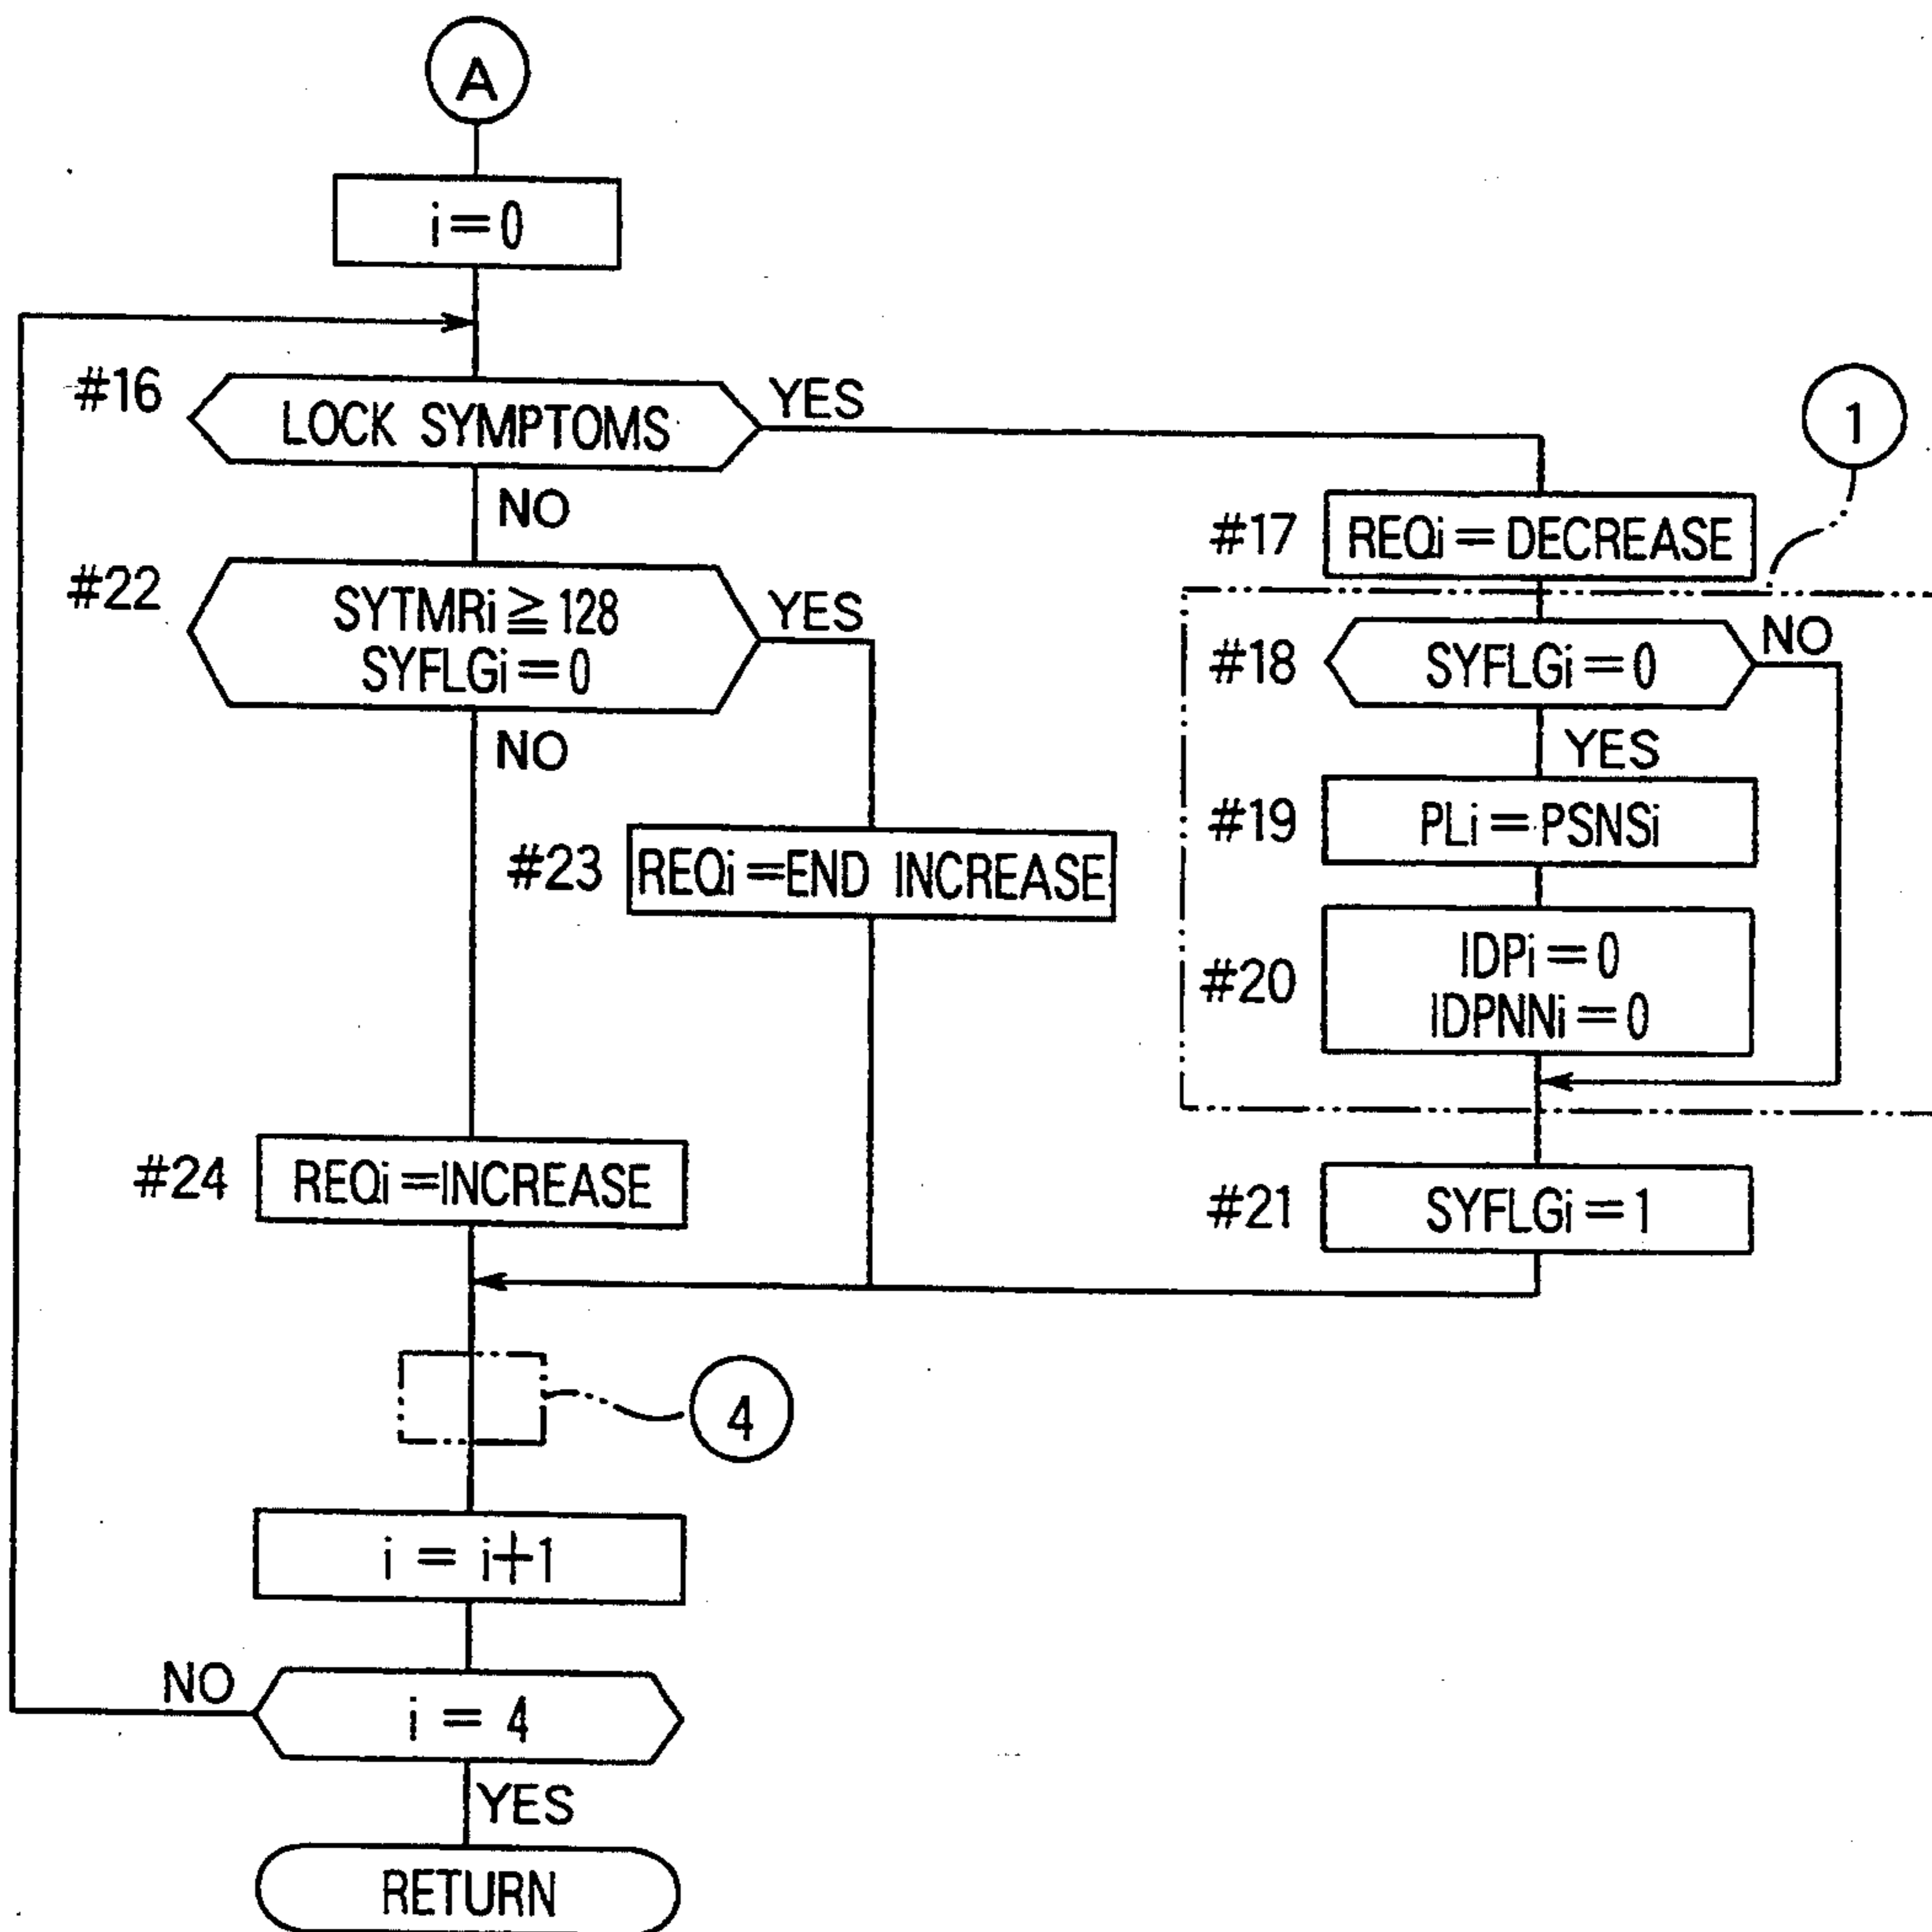 A
i=0
#16
LOCK SYMPTOMS
YES
NO
1
#17
REQi=DECREASE
#22
SYTMRi≧128
SYFLGi=0
YES
NO
#18
SYFLGi=0
NO
YES
#19
PLi=PSNSi
#23
REQi=END INCREASE
#20
IDPi=0
IDPNNi=0
#24
REQi=INCREASE
#21
SYFLGi=1
4
i = i+1
NO
i = 4
YES
RETURN